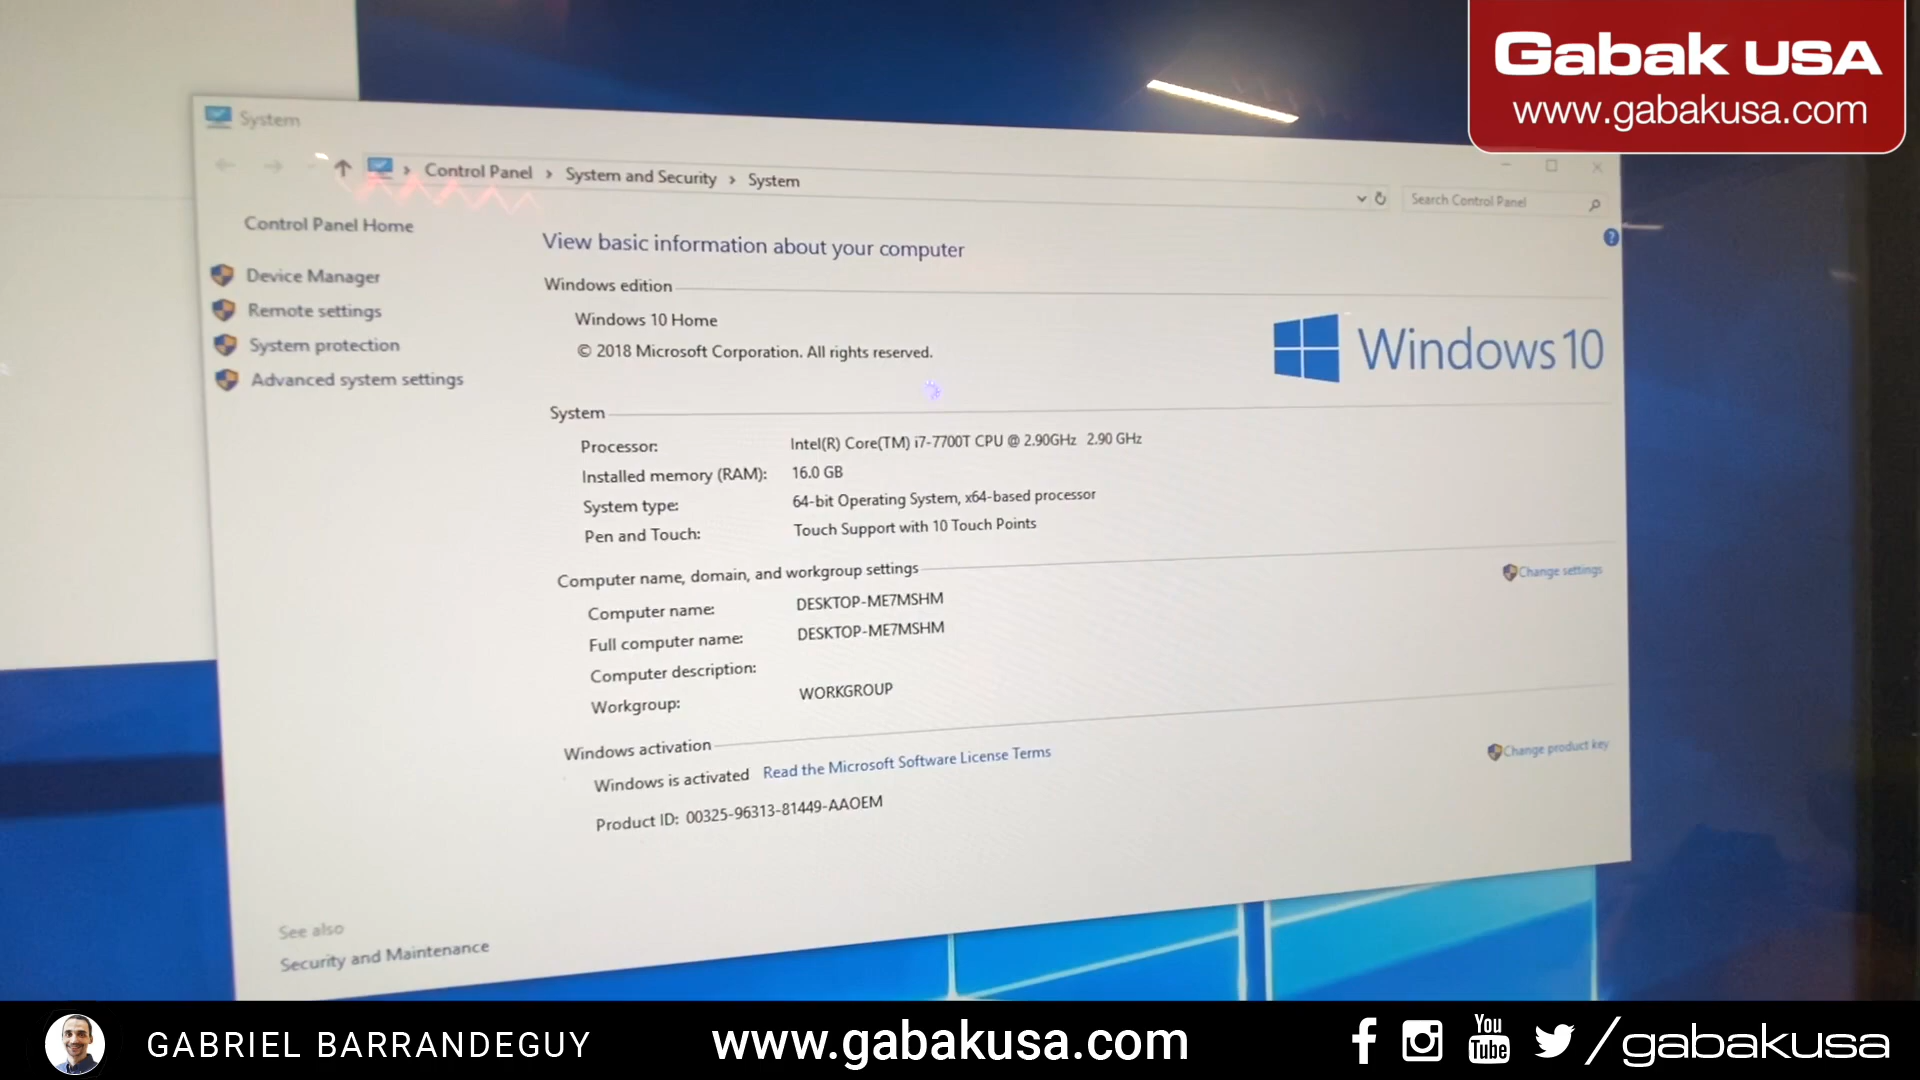 Gabak USA
www.gabakusa.com
System
Control Panel › System and Security › System
Search Control Panel
Control Panel Home
Device Manager
Remote settings
System protection
Advanced system settings
View basic information about your computer
Windows edition
Windows 10 Home
© 2018 Microsoft Corporation. All rights reserved.
Windows 10
System
Processor: Intel(R) Core(TM) i7-7700T CPU @ 2.90GHz 2.90 GHz
Installed memory (RAM): 16.0 GB
System type: 64-bit Operating System, x64-based processor
Pen and Touch: Touch Support with 10 Touch Points
Computer name, domain, and workgroup settings
Change settings
Computer name: DESKTOP-ME7MSHM
Full computer name: DESKTOP-ME7MSHM
Computer description:
Workgroup: WORKGROUP
Windows activation
Windows is activated Read the Microsoft Software License Terms
Change product key
Product ID: 00325-96313-81449-AAOEM
See also
Security and Maintenance
GABRIEL BARRANDEGUY
www.gabakusa.com
You Tube
/gabakusa